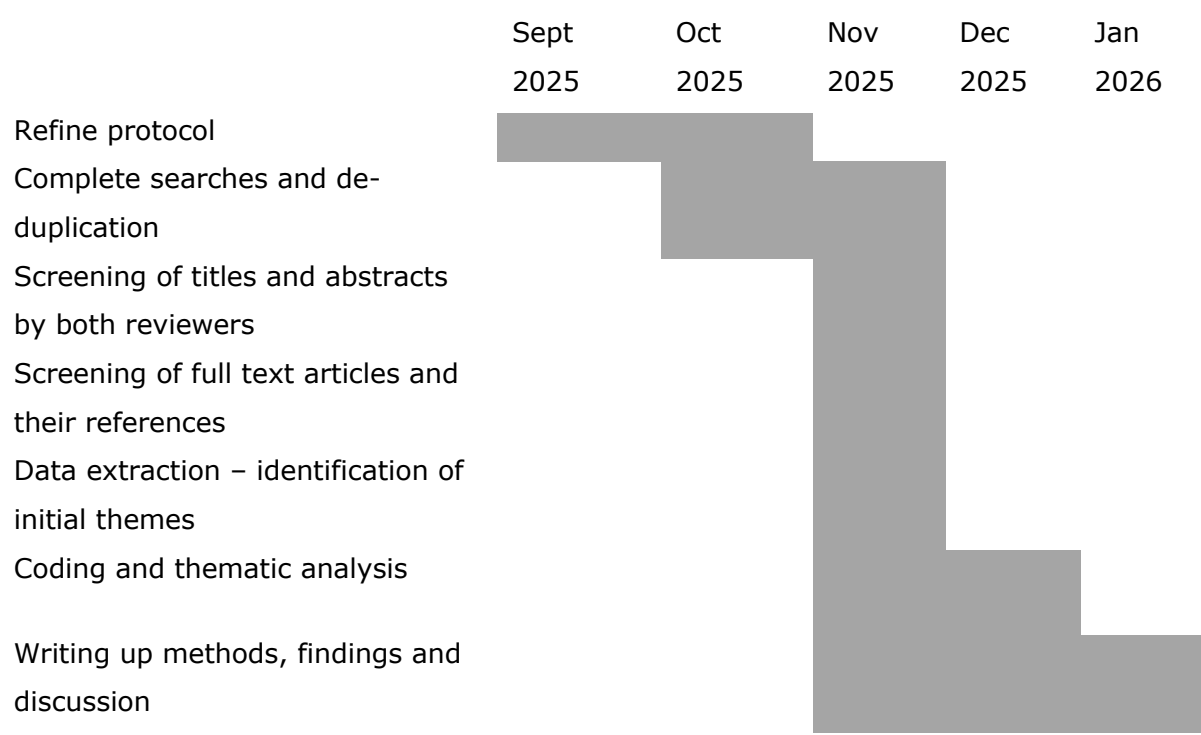 Sept Oct Nov Dec Jan
2025 2025 2025 2025 2026
Refine protocol
Complete searches and de-
duplication
Screening of titles and abstracts
by both reviewers
Screening of full text articles and
their references
Data extraction – identification of
initial themes
Coding and thematic analysis
Writing up methods, findings and
discussion